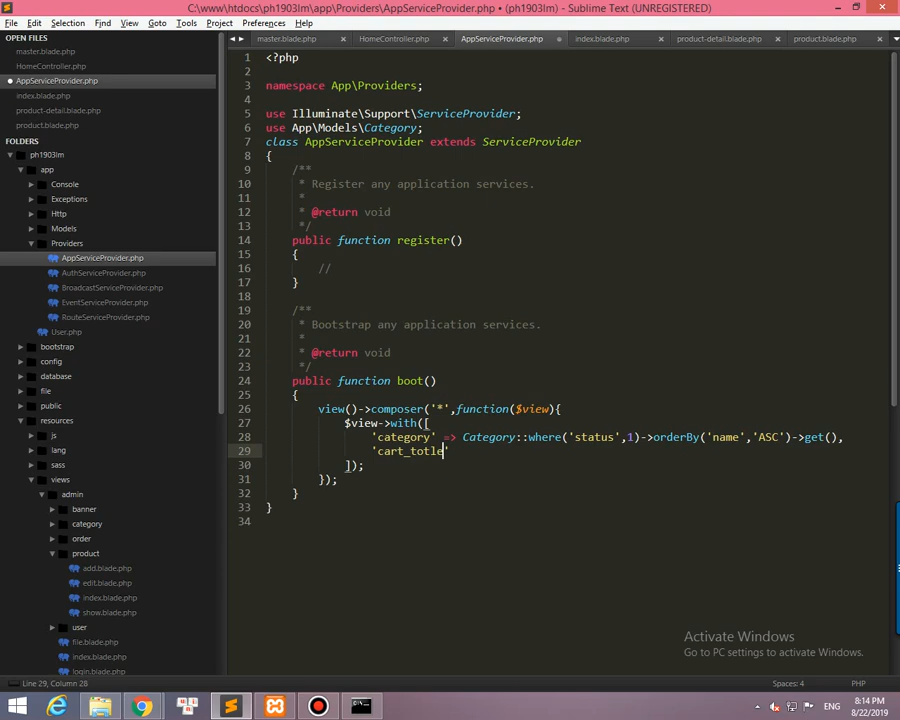 C:\www\htdocs\ph1903lm\app\Providers\AppServiceProvider.php • (ph1903lm) - Sublime Text (UNREGISTERED)
File Edit Selection Find View Goto Tools Project Preferences Help
OPEN FILES
master.blade.php
HomeController.php
AppServiceProvider.php
index.blade.php
product-detail.blade.php
product.blade.php
FOLDERS
ph1903lm
app
Console
Exceptions
Http
Models
Providers
AppServiceProvider.php
AuthServiceProvider.php
BroadcastServiceProvider.php
EventServiceProvider.php
RouteServiceProvider.php
User.php
bootstrap
config
database
file
public
resources
js
lang
sass
views
admin
banner
category
order
product
add.blade.php
edit.blade.php
index.blade.php
show.blade.php
user
file.blade.php
index.blade.php
login.blade.php
master.blade.php HomeController.php AppServiceProvider.php index.blade.php product-detail.blade.php product.blade.php
1 <?php
2
3 namespace App\Providers;
4
5 use Illuminate\Support\ServiceProvider;
6 use App\Models\Category;
7 class AppServiceProvider extends ServiceProvider
8 {
9 /**
10 * Register any application services.
11 *
12 * @return void
13 */
14 public function register()
15 {
16 //
17 }
18
19 /**
20 * Bootstrap any application services.
21 *
22 * @return void
23 */
24 public function boot()
25 {
26 view()->composer('*',function($view){
27 $view->with([
28 'category' => Category::where('status',1)->orderBy('name','ASC')->get(),
29 'cart_totle'
30 ]);
31 });
32 }
33 }
34
Activate Windows
Go to PC settings to activate Windows.
Line 29, Column 28 Spaces: 4 PHP
ENG 8:14 PM
8/22/2019